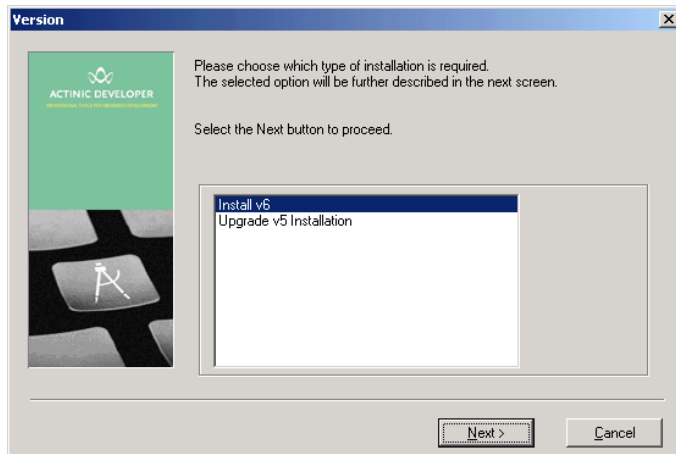 Version
ACTINIC DEVELOPER
Please choose which type of installation is required.
The selected option will be further described in the next screen.
Select the Next button to proceed.
Install v6
Upgrade v5 Installation
Next >
Cancel